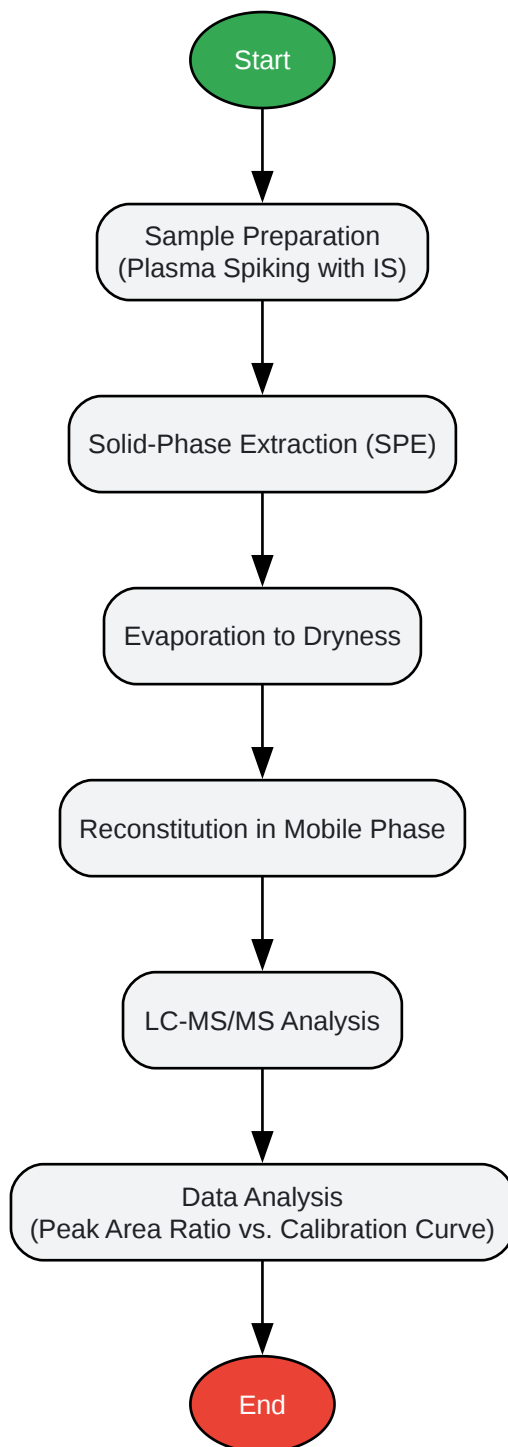 Start
Sample Preparation
(Plasma Spiking with IS)
Solid-Phase Extraction (SPE)
Evaporation to Dryness
Reconstitution in Mobile Phase
LC-MS/MS Analysis
Data Analysis
(Peak Area Ratio vs. Calibration Curve)
End